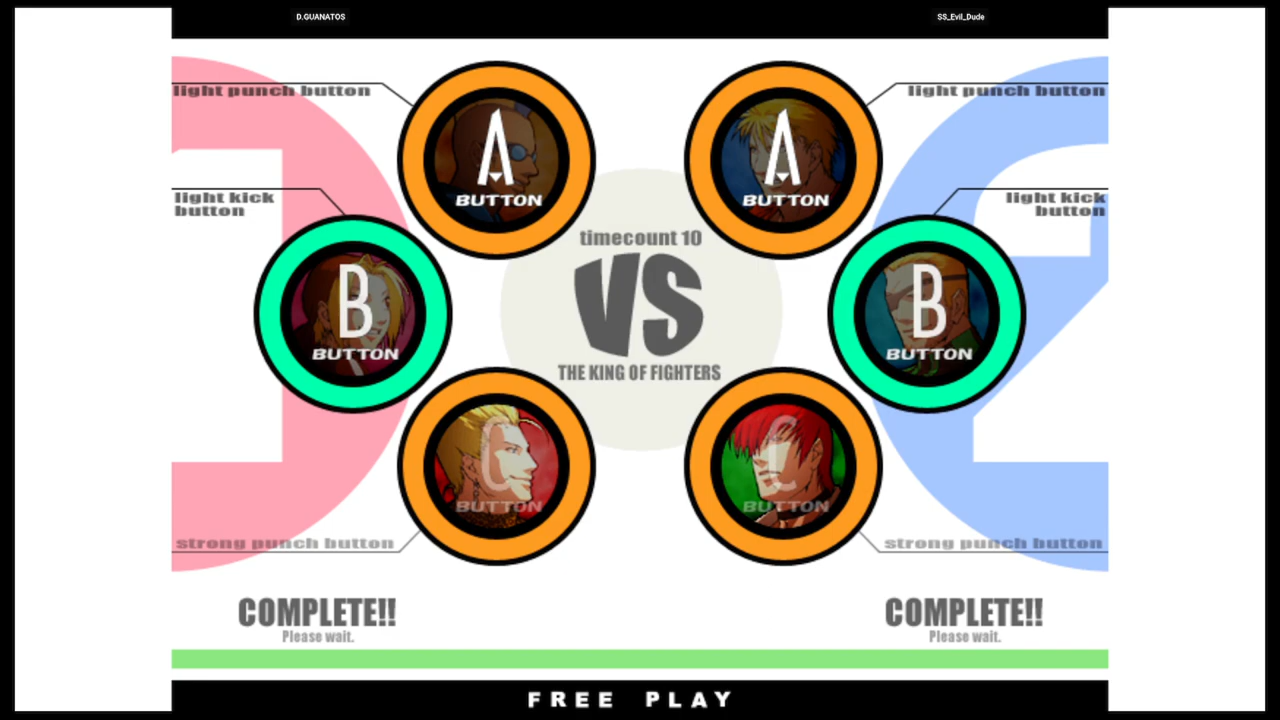 D.GUANATOS
SS_Evil_Dude
light punch button
light punch button
A
BUTTON
A
BUTTON
light kick
button
light kick
button
timecount 10
VS
THE KING OF FIGHTERS
B
BUTTON
B
BUTTON
C
BUTTON
C
BUTTON
strong punch button
strong punch button
COMPLETE!!
Please wait.
COMPLETE!!
Please wait.
FREE PLAY